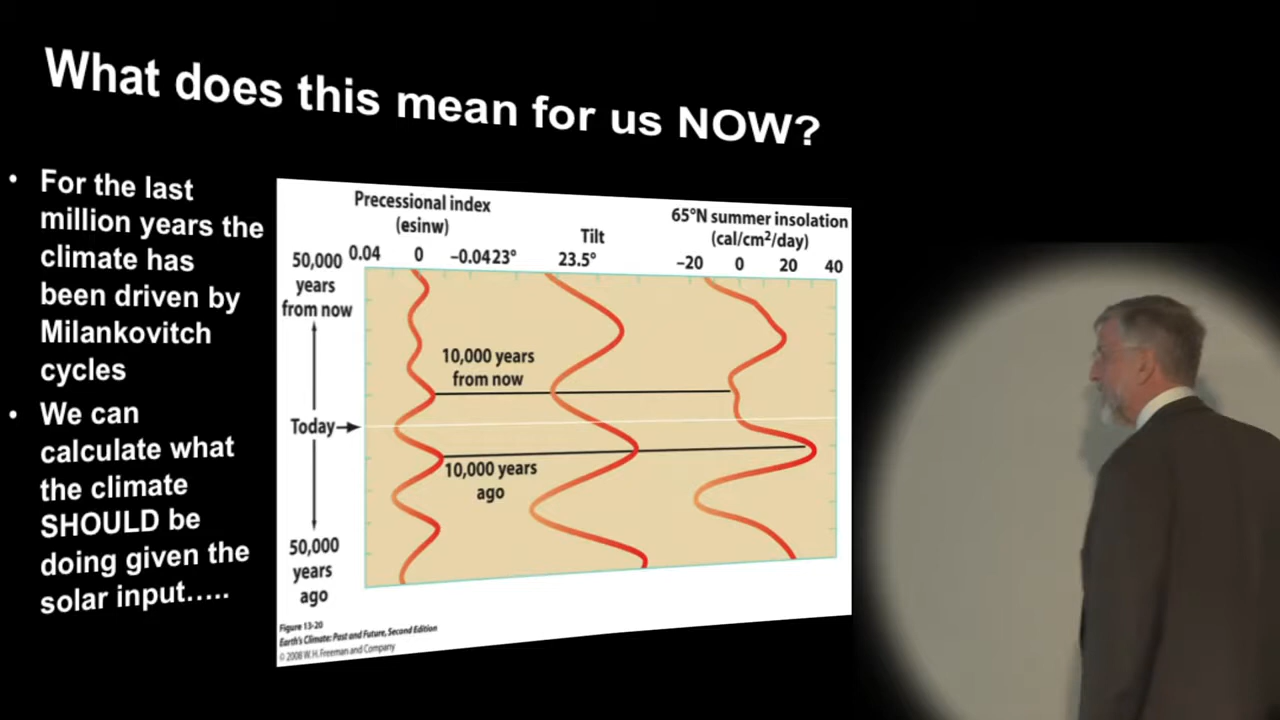 What does this mean for us NOW?
• For the last
million years the
climate has
been driven by
Milankovitch
cycles
• We can
calculate what
the climate
SHOULD be
doing given the
solar input…..
Precessional index
(esinw)
Tilt
65°N summer insolation
(cal/cm²/day)
0.04 0 –0.04 23° 23.5° –20 0 20 40
50,000
years
from now
10,000 years
from now
Today
10,000 years
ago
50,000
years
ago
Figure 13-20
Earth's Climate: Past and Future, Second Edition
© 2008 W.H. Freeman and Company